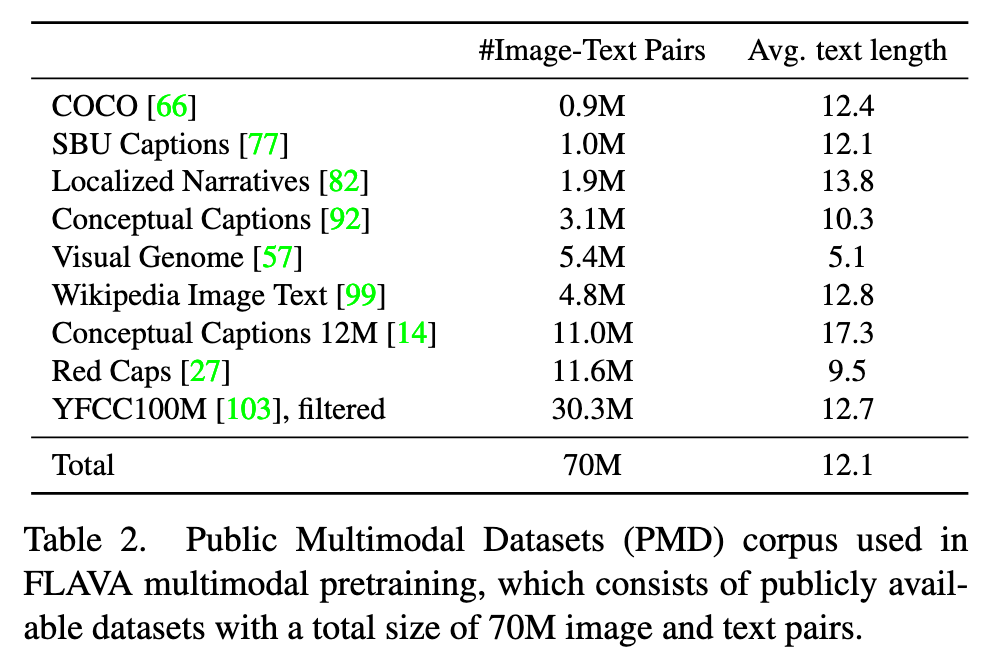 #Image-Text Pairs Avg. text length
COCO [66] 0.9M 12.4
SBU Captions [77] 1.0M 12.1
Localized Narratives [82] 1.9M 13.8
Conceptual Captions [92] 3.1M 10.3
Visual Genome [57] 5.4M 5.1
Wikipedia Image Text [99] 4.8M 12.8
Conceptual Captions 12M [14] 11.0M 17.3
Red Caps [27] 11.6M 9.5
YFCC100M [103], filtered 30.3M 12.7
Total 70M 12.1
Table 2. Public Multimodal Datasets (PMD) corpus used in
FLAVA multimodal pretraining, which consists of publicly avail-
able datasets with a total size of 70M image and text pairs.